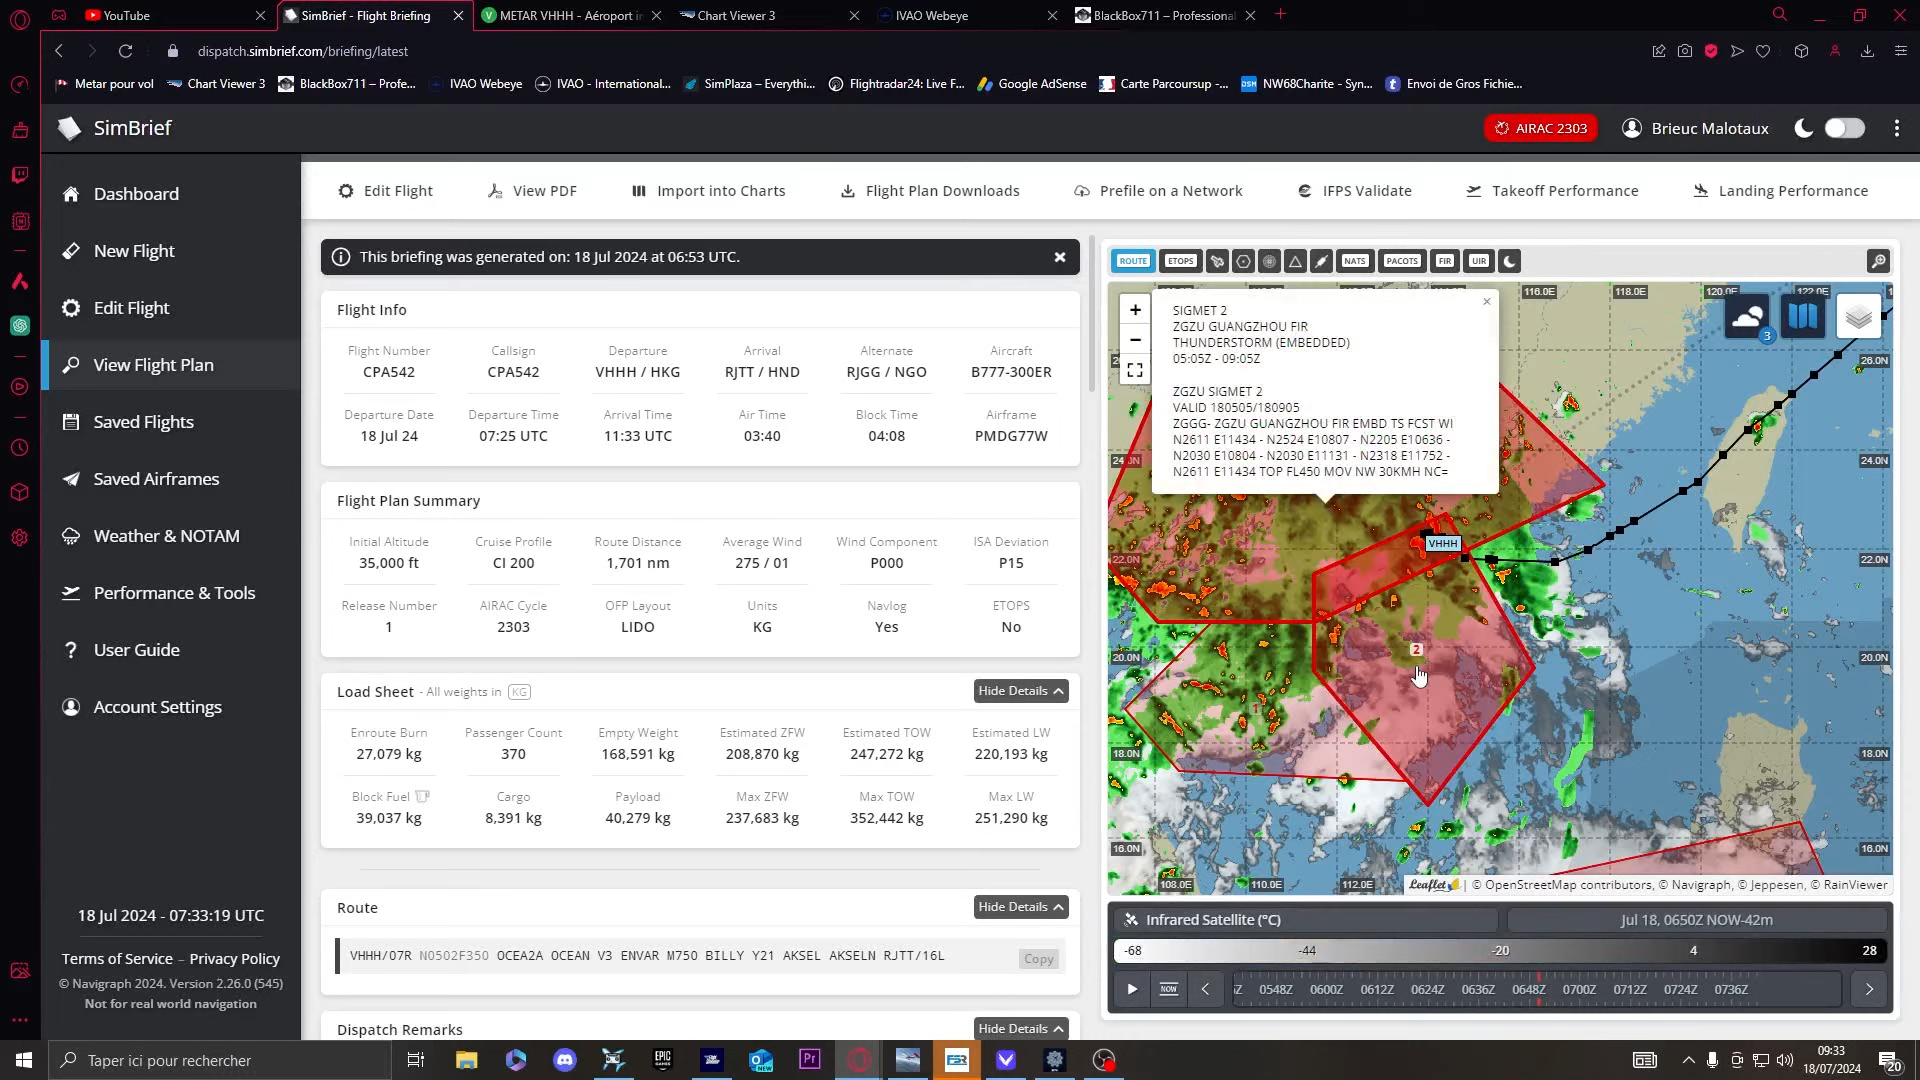 YouTube
SimBrief - Flight Briefing
METAR VHHH - Aéroport in
Chart Viewer 3
IVAO Webeye
BlackBox711 – Professional
dispatch.simbrief.com/briefing/latest
Metar pour vol
Chart Viewer 3
BlackBox711 – Profe...
IVAO Webeye
IVAO - International...
SimPlaza – Everythi...
Flightradar24: Live F...
Google AdSense
Carte Parcoursup -...
NW68Charite - Syn...
Envoi de Gros Fichie...
SimBrief
AIRAC 2303
Brieuc Malotaux
Dashboard
New Flight
Edit Flight
View Flight Plan
Saved Flights
Saved Airframes
Weather & NOTAM
Performance & Tools
User Guide
Account Settings
18 Jul 2024 - 07:33:19 UTC
Terms of Service – Privacy Policy
© Navigraph 2024. Version 2.26.0 (545)
Not for real world navigation
Edit Flight
View PDF
Import into Charts
Flight Plan Downloads
Prefile on a Network
IFPS Validate
Takeoff Performance
Landing Performance
This briefing was generated on: 18 Jul 2024 at 06:53 UTC.
Flight Info
Flight Number Callsign Departure Arrival Alternate Aircraft
CPA542 CPA542 VHHH / HKG RJTT / HND RJGG / NGO B777-300ER
Departure Date Departure Time Arrival Time Air Time Block Time Airframe
18 Jul 24 07:25 UTC 11:33 UTC 03:40 04:08 PMDG77W
Flight Plan Summary
Initial Altitude Cruise Profile Route Distance Average Wind Wind Component ISA Deviation
35,000 ft CI 200 1,701 nm 275 / 01 P000 P15
Release Number AIRAC Cycle OFP Layout Units Navlog ETOPS
1 2303 LIDO KG Yes No
Load Sheet - All weights in KG
Hide Details
Enroute Burn Passenger Count Empty Weight Estimated ZFW Estimated TOW Estimated LW
27,079 kg 370 168,591 kg 208,870 kg 247,272 kg 220,193 kg
Block Fuel Cargo Payload Max ZFW Max TOW Max LW
39,037 kg 8,391 kg 40,279 kg 237,683 kg 352,442 kg 251,290 kg
Route
Hide Details
VHHH/07R N0502F350 OCEA2A OCEAN V3 ENVAR M750 BILLY Y21 AKSEL AKSELN RJTT/16L
Copy
Dispatch Remarks
Hide Details
ROUTE ETOPS NATS PACOTS FIR UIR
116.0E 118.0E 120.0E 122.0E
+
−
3
SIGMET 2
ZGZU GUANGZHOU FIR
THUNDERSTORM (EMBEDDED)
05:05Z - 09:05Z
ZGZU SIGMET 2
VALID 180505/180905
ZGGG- ZGZU GUANGZHOU FIR EMBD TS FCST WI
N2611 E11434 - N2524 E10807 - N2205 E10636 -
N2030 E10804 - N2030 E11131 - N2318 E11752 -
N2611 E11434 TOP FL450 MOV NW 30KMH NC=
26.0N
24.0N
VHHH
22.0N
2
20.0N 20.0N
1
18.0N 18.0N
16.0N 16.0N
108.0E 110.0E 112.0E
Leaflet | © OpenStreetMap contributors, © Navigraph, © Jeppesen, © RainViewer
Infrared Satellite (°C)
Jul 18, 0650Z NOW-42m
-68 -44 -20 4 28
NOW
0548Z 0600Z 0612Z 0624Z 0636Z 0648Z 0700Z 0712Z 0724Z 0736Z
Taper ici pour rechercher
EPIC GAMES
Pr
FSR
09:33
18/07/2024
20